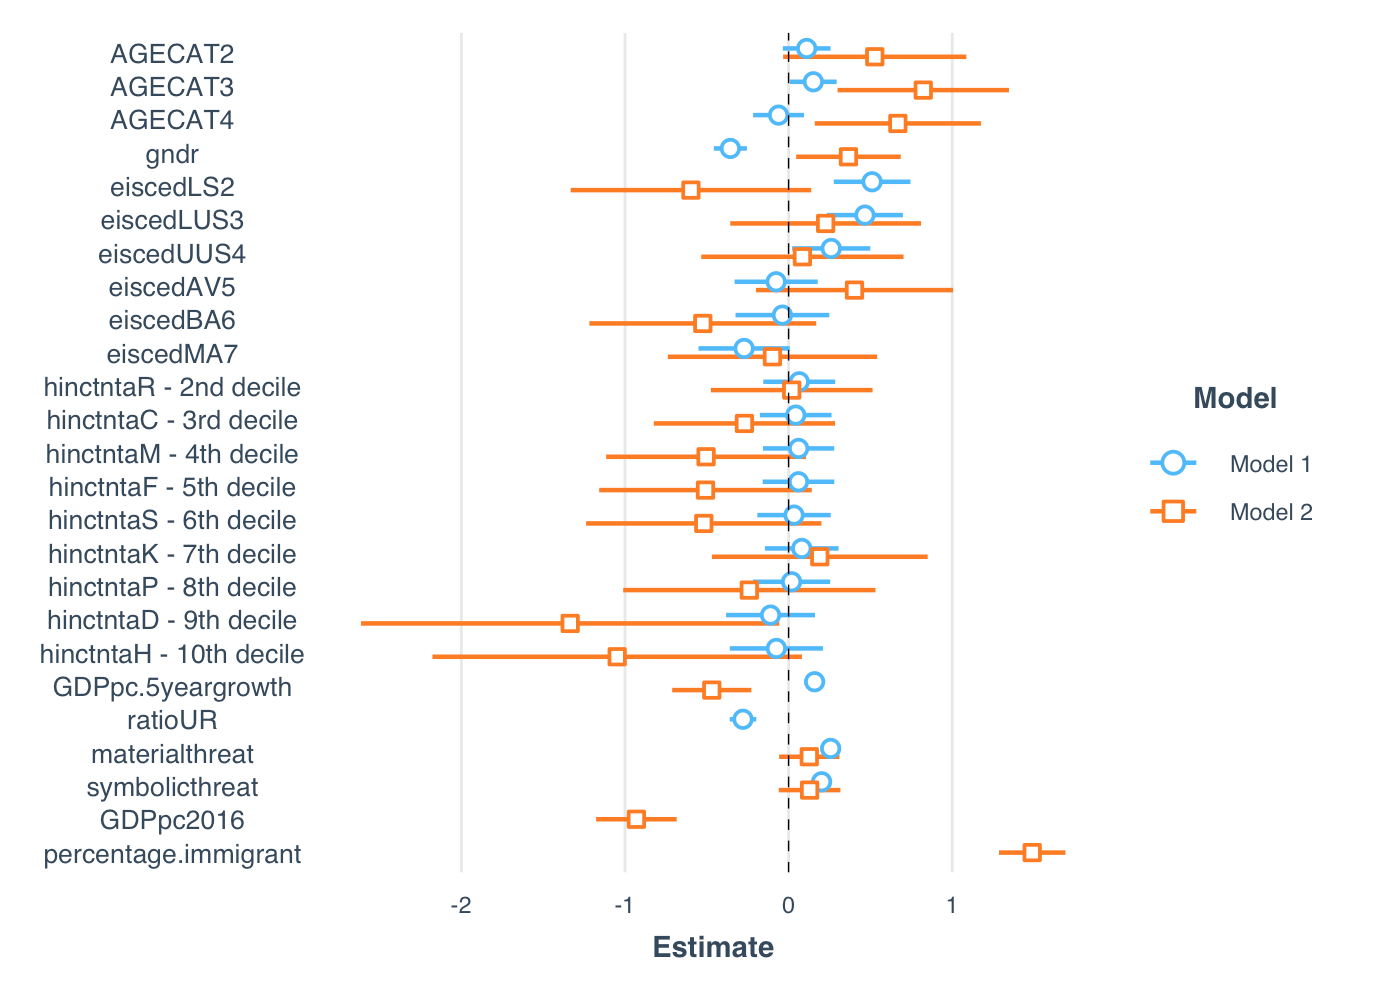 AGECAT2
AGECAT3
AGECAT4
gndr
eiscedLS2
eiscedLUS3
eiscedUUS4
eiscedAV5
eiscedBA6
eiscedMA7
hinctntaR - 2nd decile
hinctntaC - 3rd decile
hinctntaM - 4th decile
hinctntaF - 5th decile
hinctntaS - 6th decile
hinctntaK - 7th decile
hinctntaP - 8th decile
hinctntaD - 9th decile
hinctntaH - 10th decile
GDPpc.5yeargrowth
ratioUR
materialthreat
symbolicthreat
GDPpc2016
percentage.immigrant
-2 -1 0 1
Estimate
Model
Model 1
Model 2